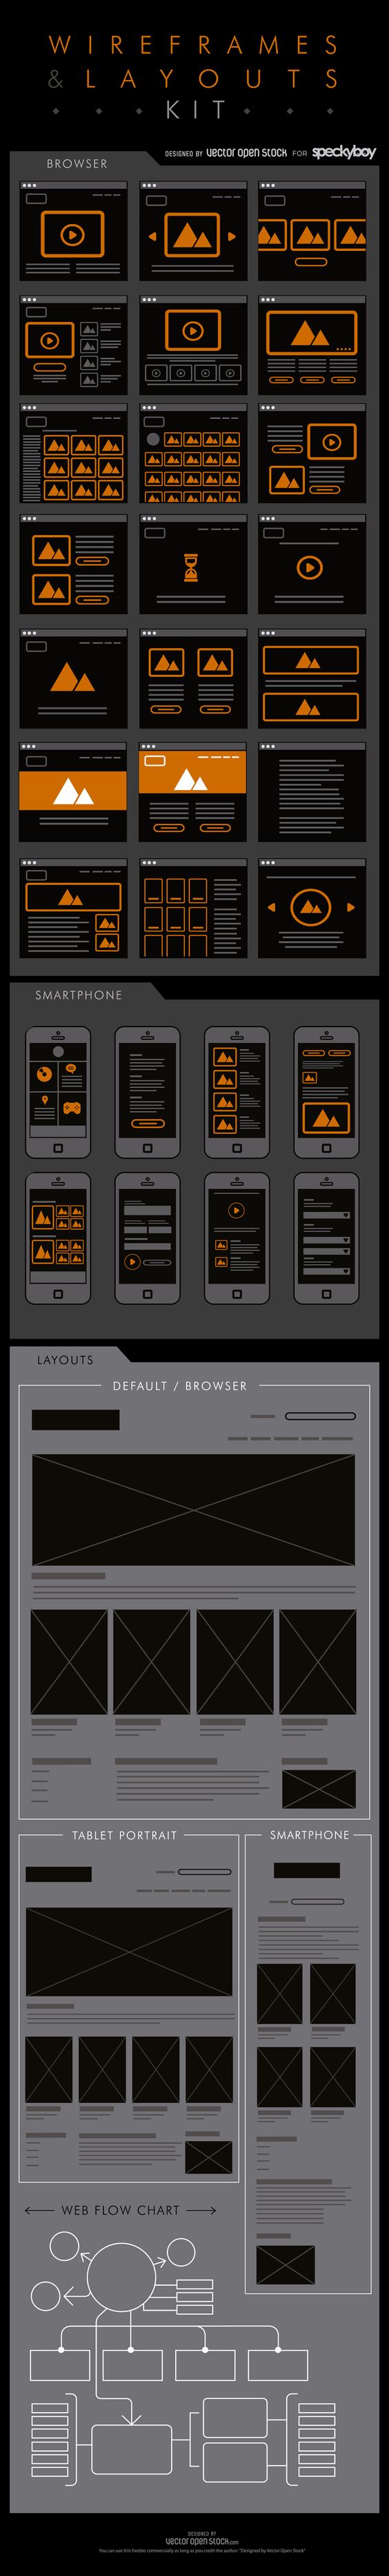 WIREFRAMES
& LAYOUTS
KIT
DESIGNED BY vector open stock FOR speckyboy
BROWSER
SMARTPHONE
LAYOUTS
DEFAULT / BROWSER
TABLET PORTRAIT
SMARTPHONE
WEB FLOW CHART
DESIGNED BY
vector open stock.com
You can use this freebie commercially as long as you credit the author: "Designed by Vector Open Stock"